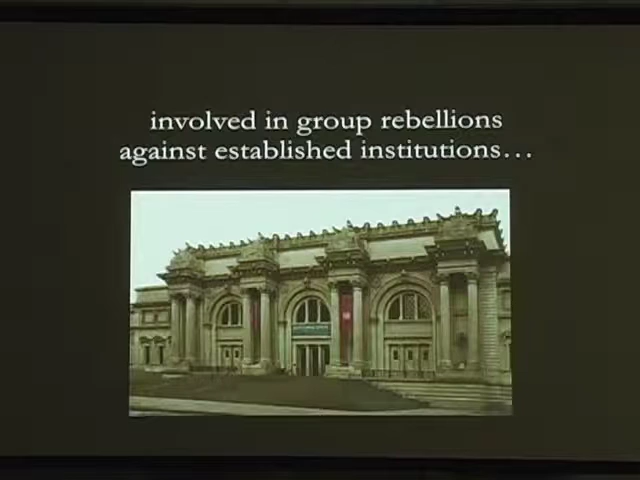 involved in group rebellions
against established institutions…